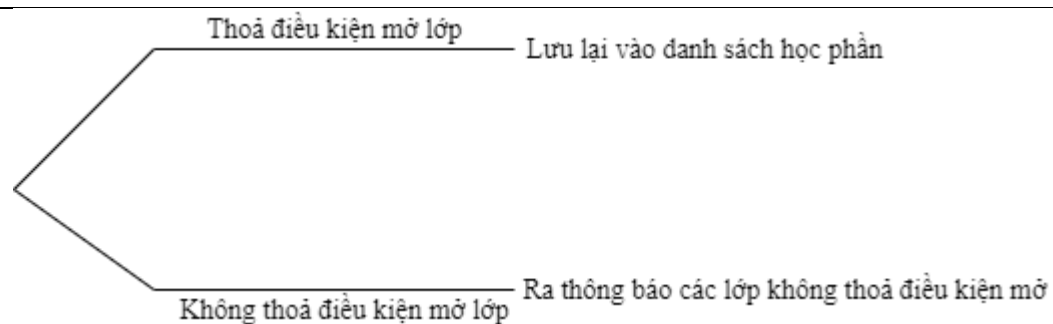 Thoả điều kiện mở lớp
Lưu lại vào danh sách học phần
Ra thông báo các lớp không thoả điều kiện mở
Không thoả điều kiện mở lớp